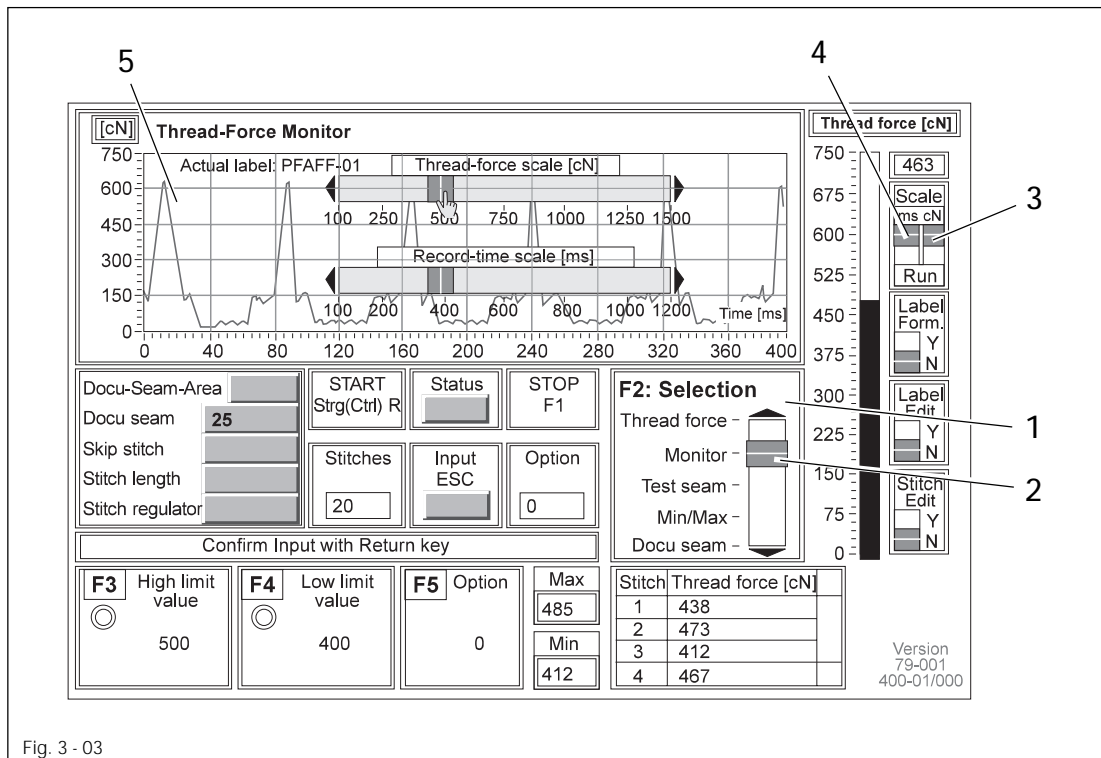 5
4
3
1
2
[cN] Thread-Force Monitor
Actual label: PFAFF-01
Thread-force scale [cN]
100 250 500 750 1000 1250 1500
Record-time scale [ms]
100 200 400 600 800 1000 1200
Time [ms]
750
600
450
300
150
0
0 40 80 120 160 200 240 280 320 360 400
Thread force [cN]
750
675
600
525
450
375
300
225
150
75
0
463
Scale
ms cN
Run
Label
Form.
Y
N
Label
Edit
Y
N
Stitch
Edit
Y
N
Docu-Seam-Area
Docu seam 25
Skip stitch
Stitch length
Stitch regulator
START
Strg(Ctrl) R
Status
STOP
F1
Stitches
20
Input
ESC
Option
0
F2: Selection
Thread force
Monitor
Test seam
Min/Max
Docu seam
Confirm Input with Return key
F3 High limit
value
500
F4 Low limit
value
400
F5 Option
0
Max
485
Min
412
Stitch Thread force [cN]
1 438
2 473
3 412
4 467
Version
79-001
400-01/000
Fig. 3 - 03